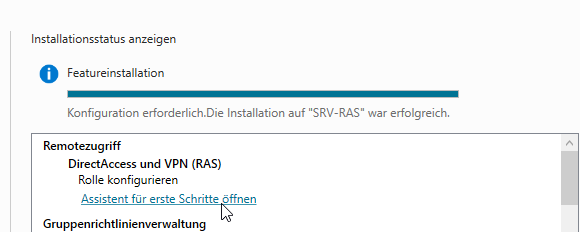 Installationsstatus anzeigen
Featureinstallation
Konfiguration erforderlich.Die Installation auf "SRV-RAS" war erfolgreich.
Remotezugriff
DirectAccess und VPN (RAS)
Rolle konfigurieren
Assistent für erste Schritte öffnen
Gruppenrichtlinienverwaltung